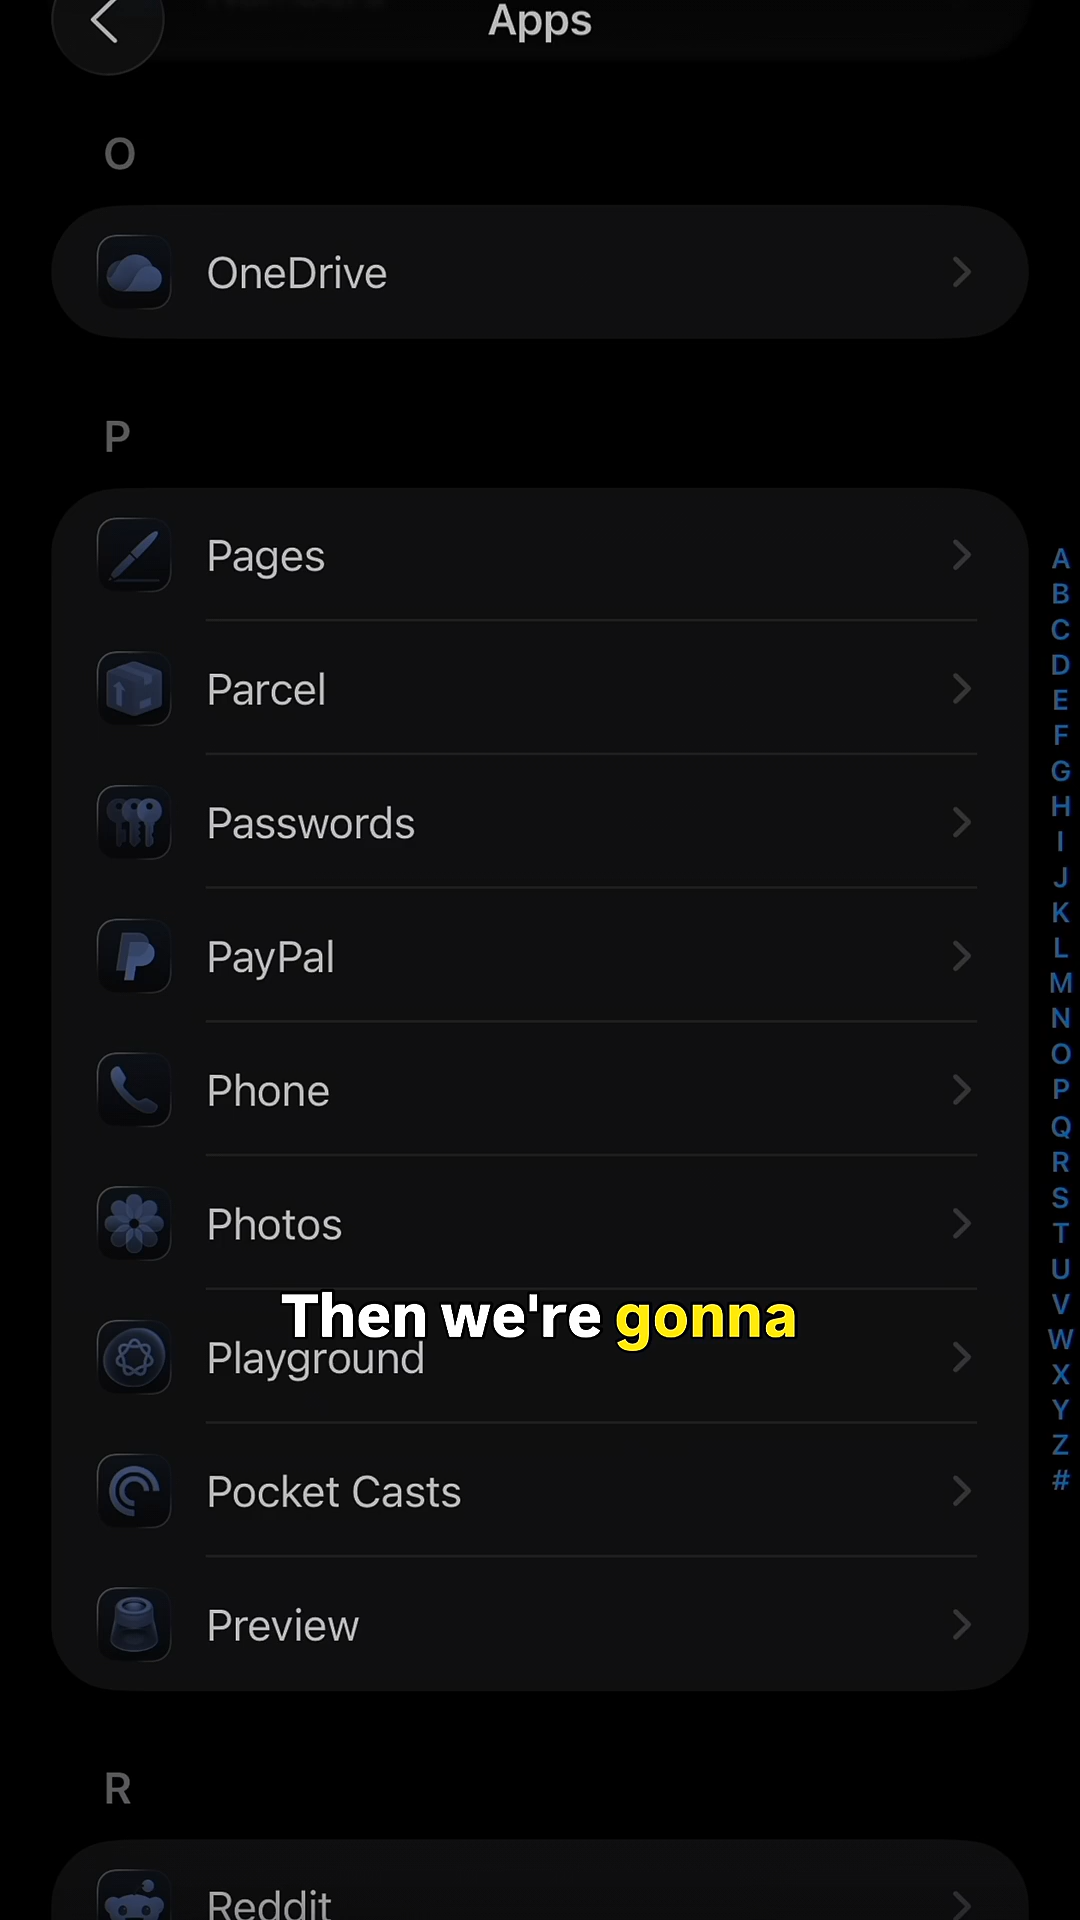 Apps
O
OneDrive
P
Pages
Parcel
Passwords
PayPal
Phone
Photos
Then we're gonna
Playground
Pocket Casts
Preview
R
Reddit
A
B
C
D
E
F
G
H
I
J
K
L
M
N
O
P
Q
R
S
T
U
V
W
X
Y
Z
#